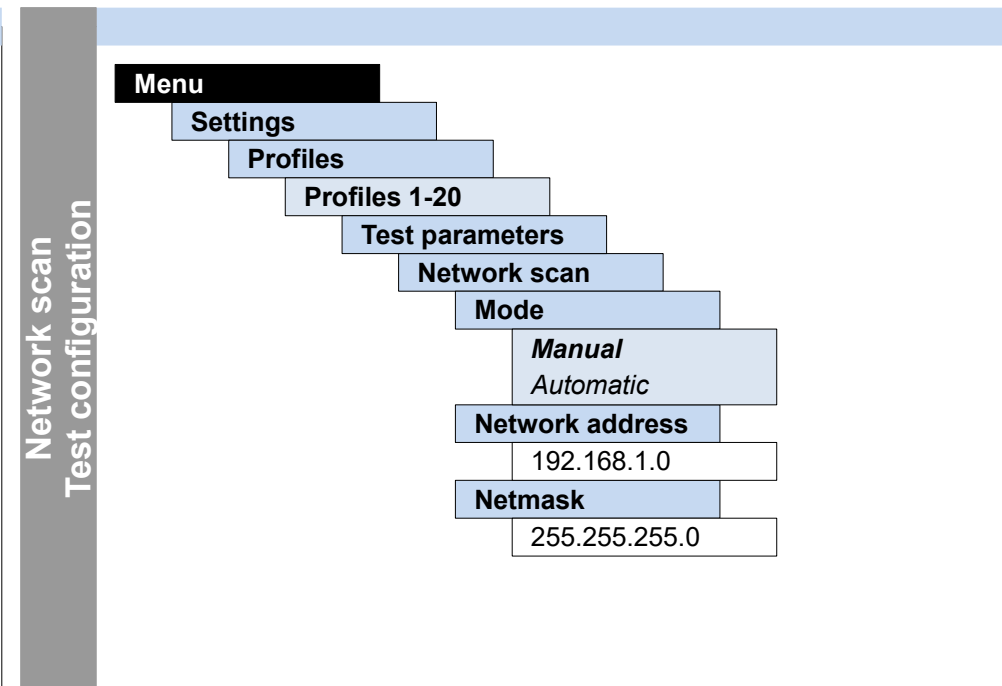 Network scan
Test configuration
Menu
Settings
Profiles
Profiles 1-20
Test parameters
Network scan
Mode
Manual
Automatic
Network address
192.168.1.0
Netmask
255.255.255.0